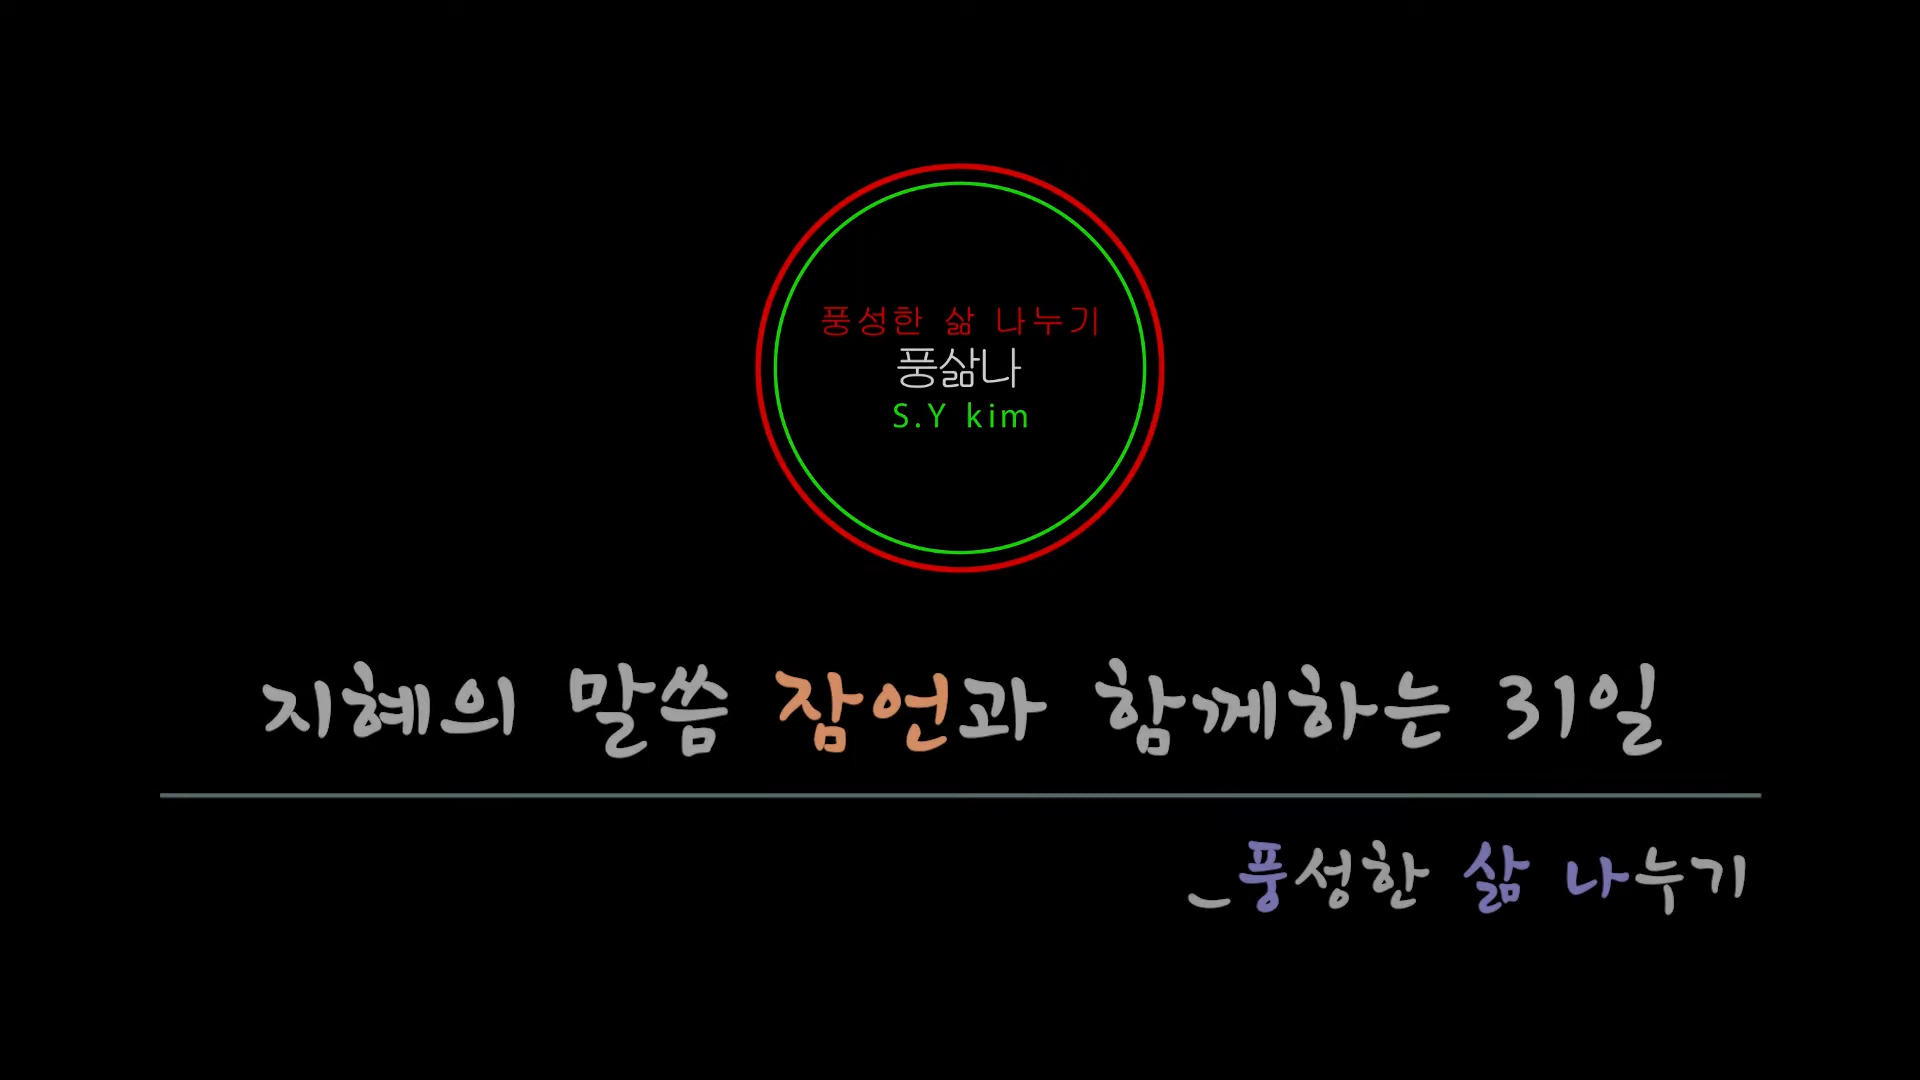 풍성한 삶 나누기
풍삶나
S.Y kim
지혜의 말씀 잠언과 함께하는 31일
_풍성한 삶 나누기